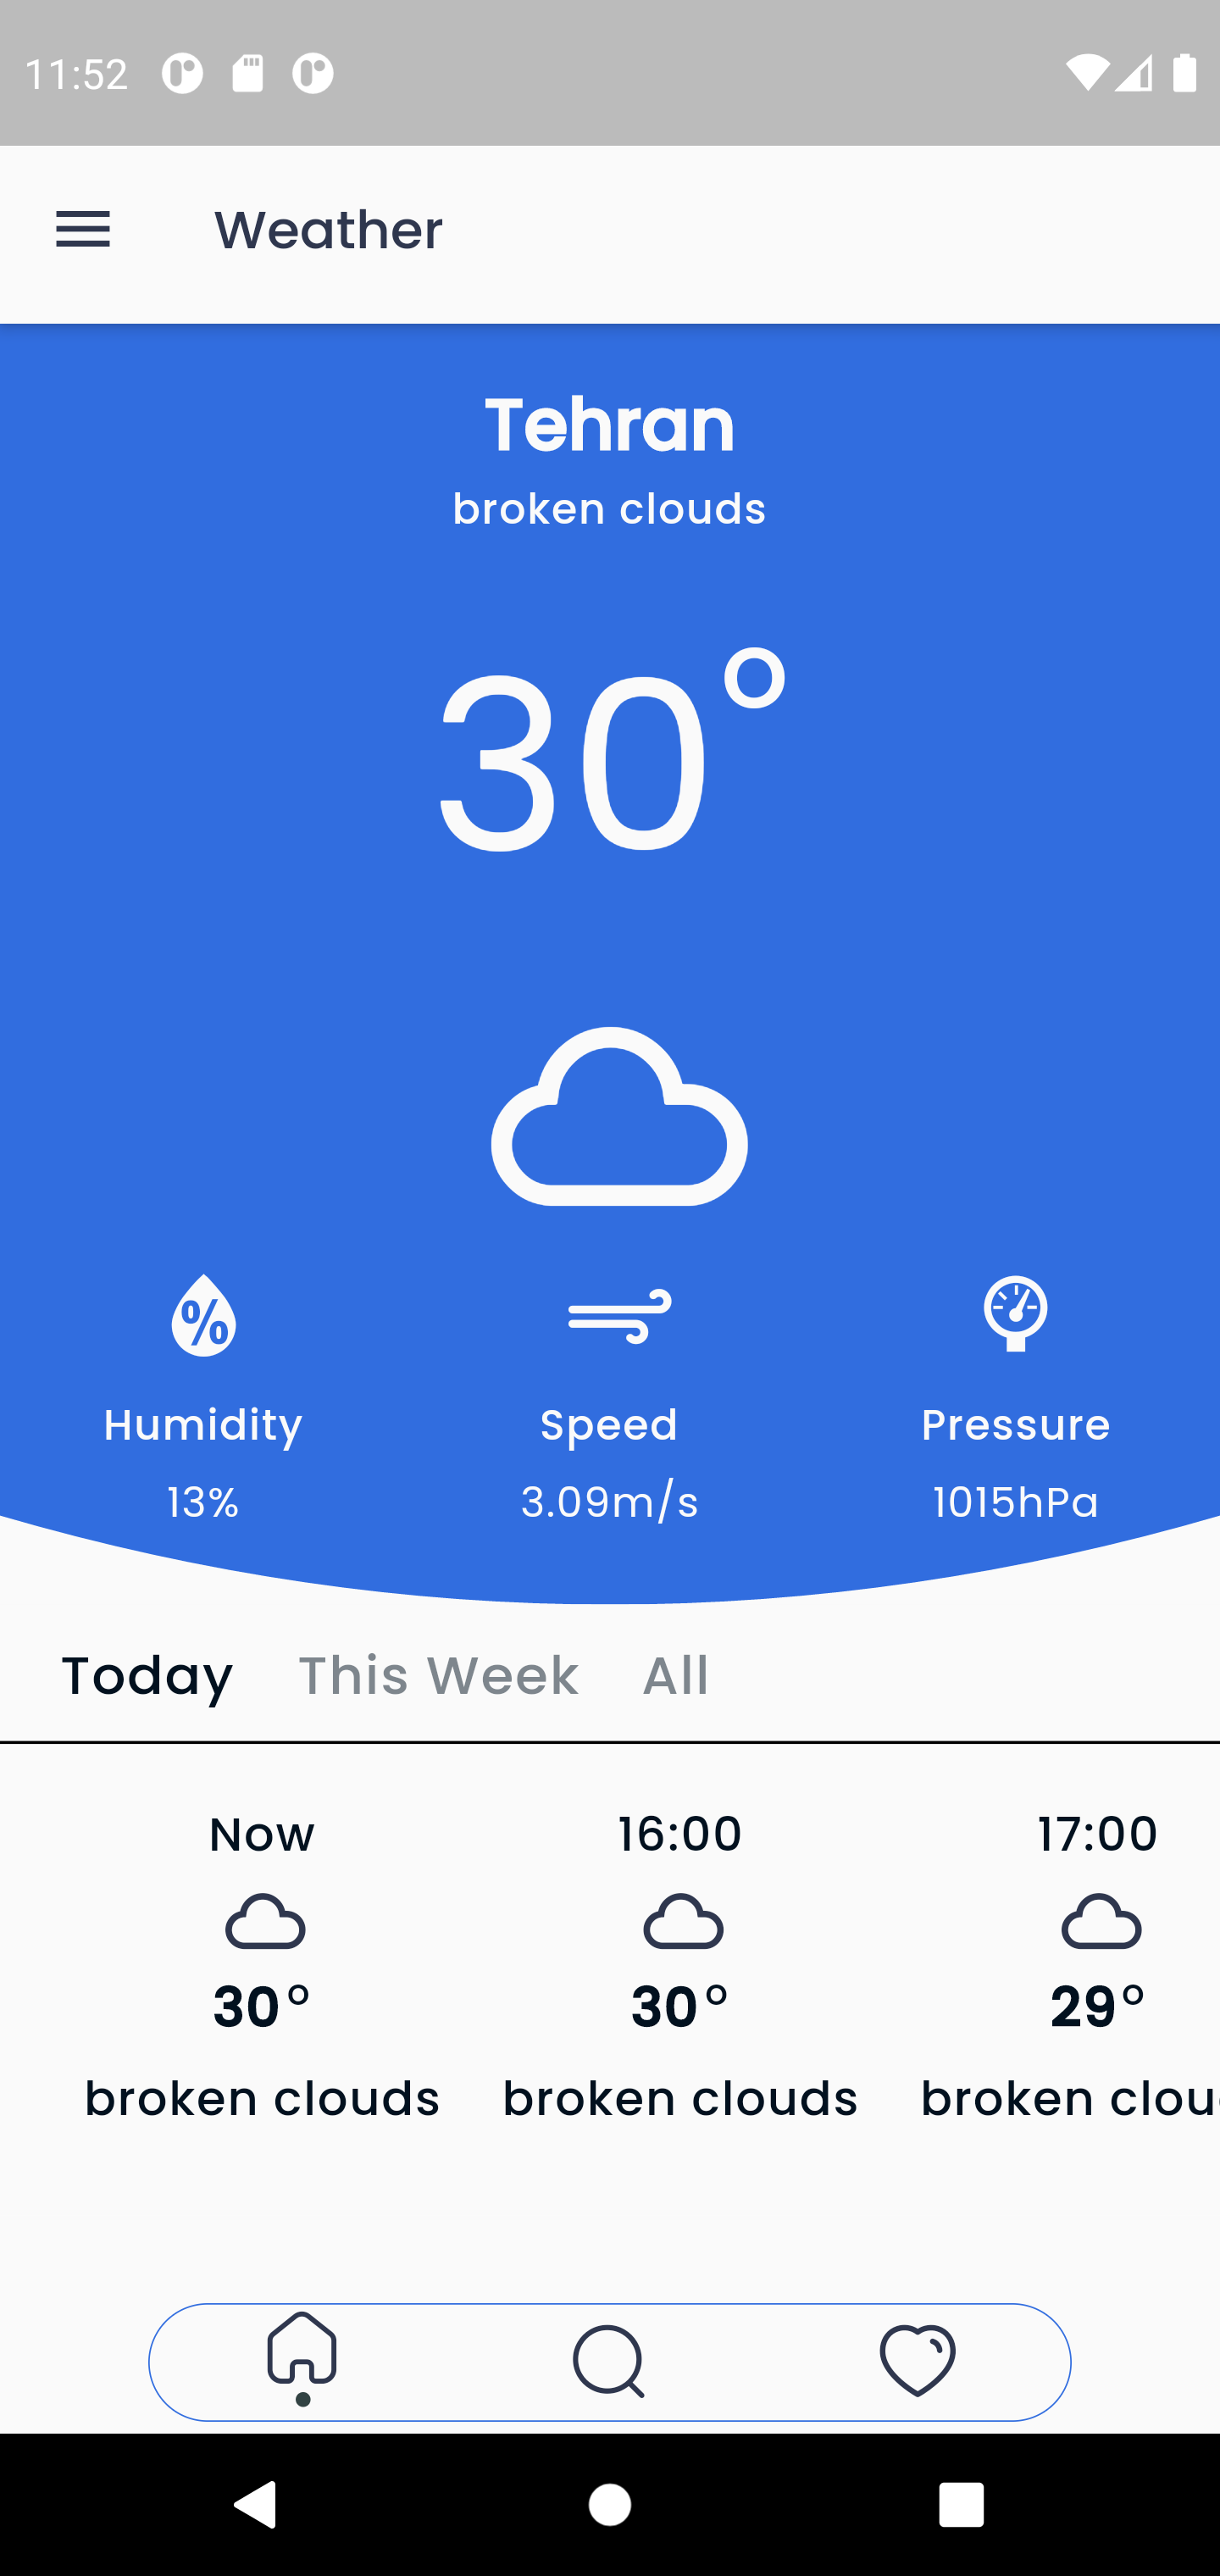 11:52
Weather
Tehran
broken clouds
30°
%
Humidity Speed Pressure
13% 3.09m/s 1015hPa
Today This Week All
Now 16:00 17:00
30° 30° 29°
broken clouds broken clouds broken clou